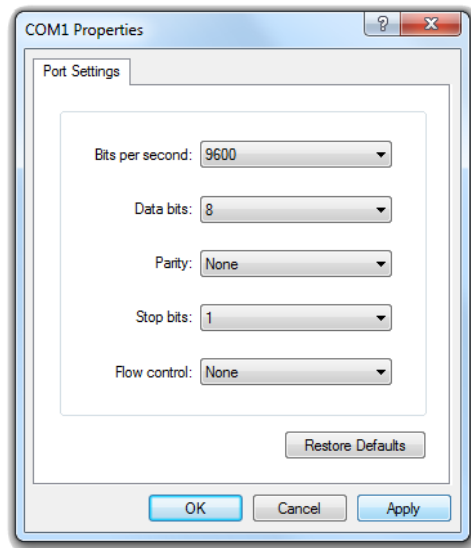 COM1 Properties
Port Settings
Bits per second: 9600
Data bits: 8
Parity: None
Stop bits: 1
Flow control: None
Restore Defaults
OK Cancel Apply